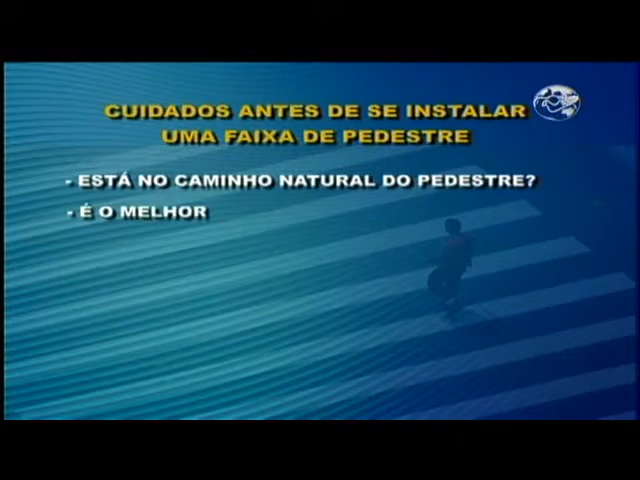 CUIDADOS ANTES DE SE INSTALAR
UMA FAIXA DE PEDESTRE
- ESTÁ NO CAMINHO NATURAL DO PEDESTRE?
- É O MELHOR